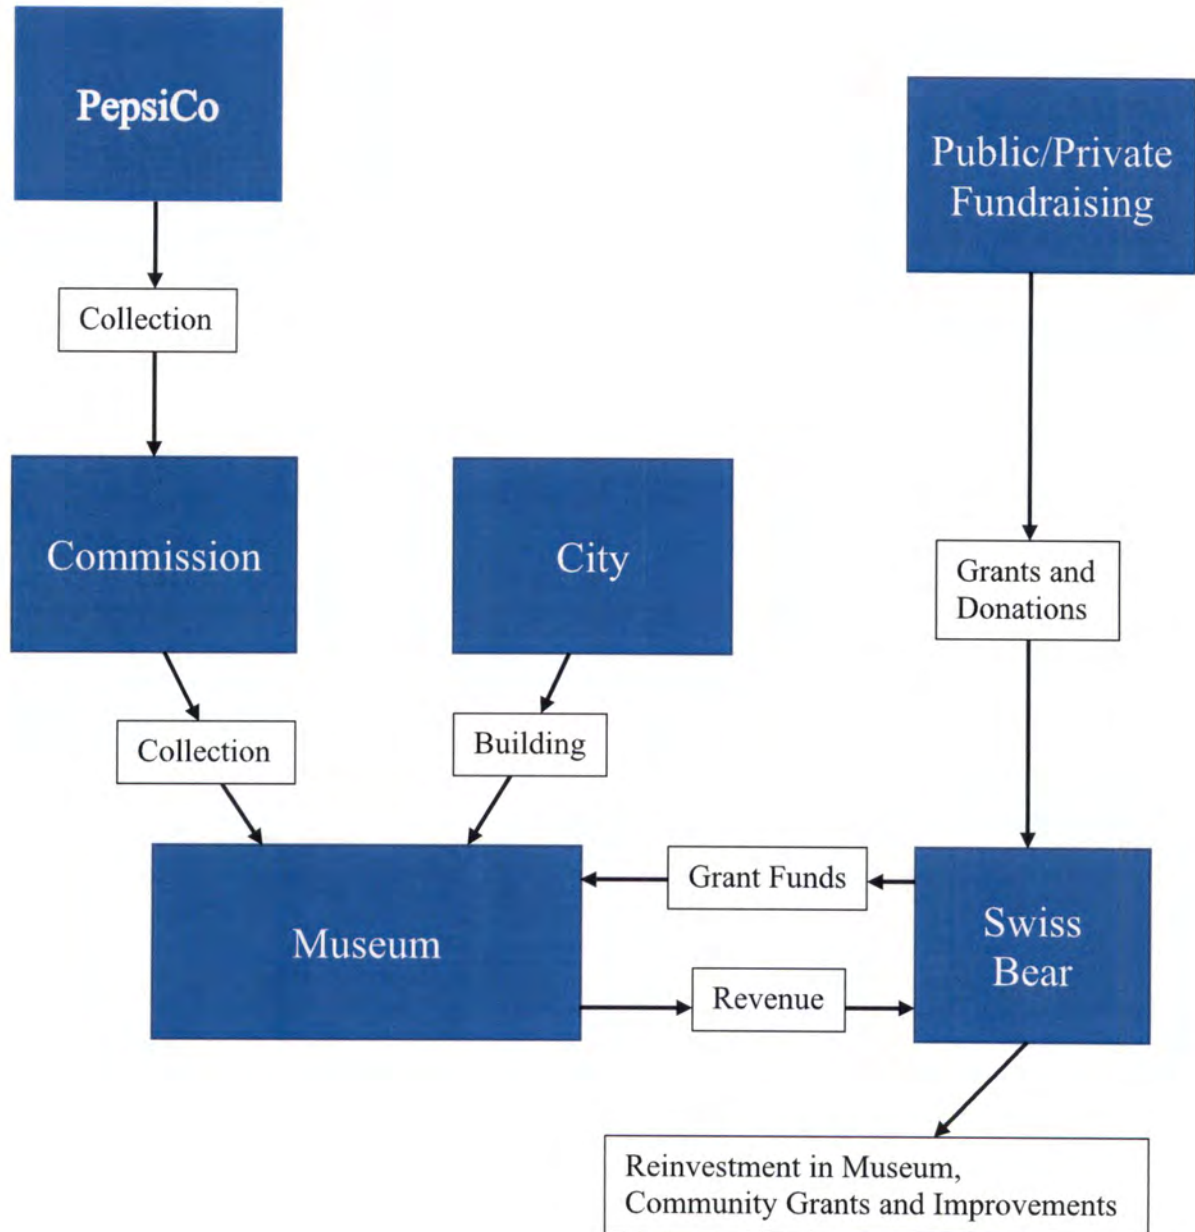 PepsiCo
Public/Private
Fundraising
Collection
Commission
City
Grants and
Donations
Collection
Building
Museum
Grant Funds
Revenue
Swiss
Bear
Reinvestment in Museum,
Community Grants and Improvements